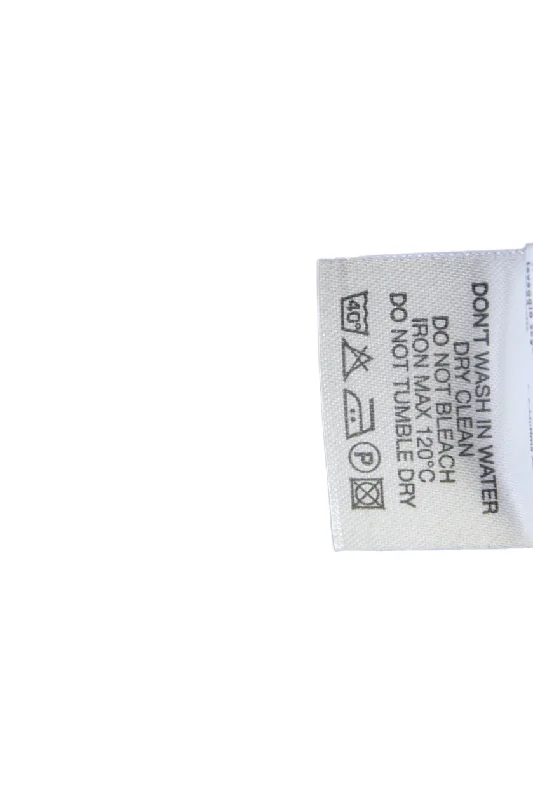 DON'T WASH IN WATER
DRY CLEAN
DO NOT BLEACH
IRON MAX 120°C
DO NOT TUMBLE DRY
40° P